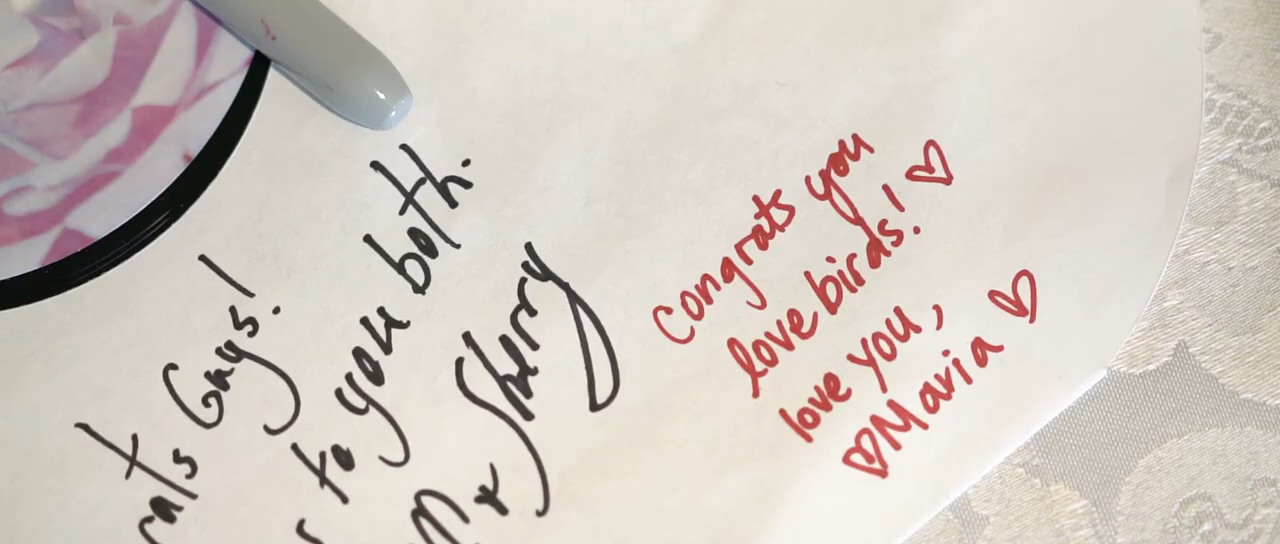 rats Guys!
to you both.
& Sherry
Congrats you
love birds! ♡
love you,
♡Maria ♡